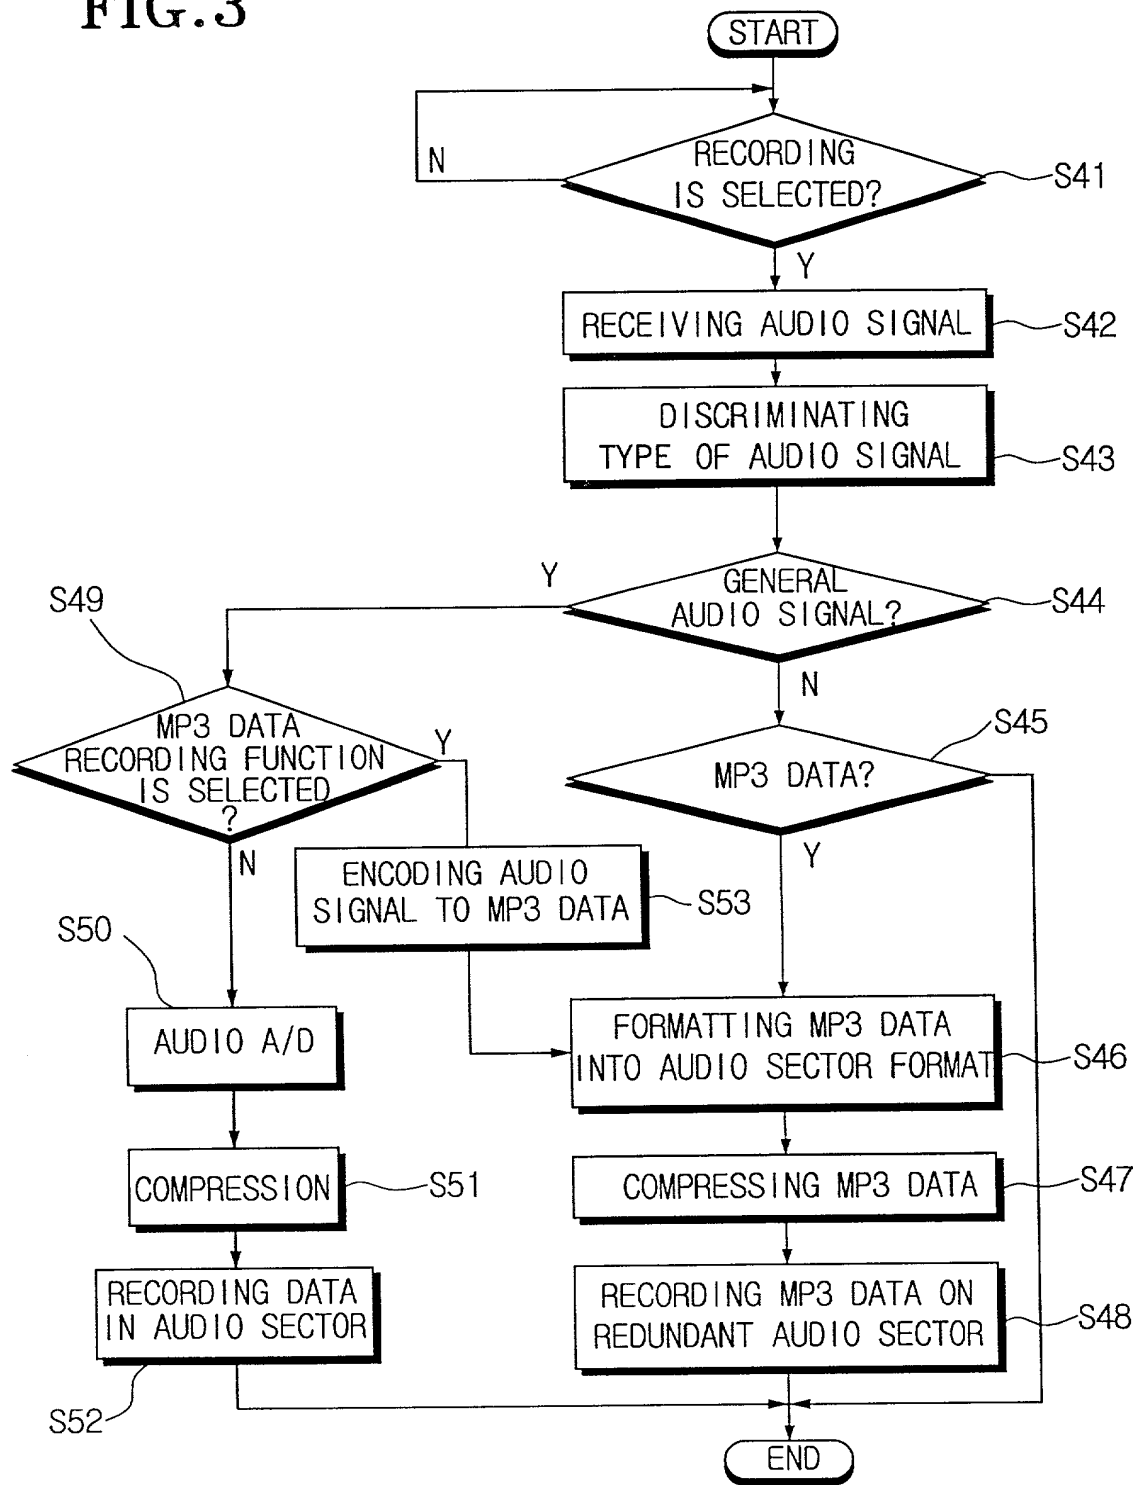 FIG.3
START
RECORDING
IS SELECTED?
S41
N
Y
RECEIVING AUDIO SIGNAL
S42
DISCRIMINATING
TYPE OF AUDIO SIGNAL
S43
GENERAL
AUDIO SIGNAL?
S44
Y
N
S49
MP3 DATA
RECORDING FUNCTION
IS SELECTED
?
Y
N
MP3 DATA?
S45
Y
ENCODING AUDIO
SIGNAL TO MP3 DATA
S53
S50
AUDIO A/D
FORMATTING MP3 DATA
INTO AUDIO SECTOR FORMAT
S46
COMPRESSION
S51
COMPRESSING MP3 DATA
S47
RECORDING DATA
IN AUDIO SECTOR
S52
RECORDING MP3 DATA ON
REDUNDANT AUDIO SECTOR
S48
END